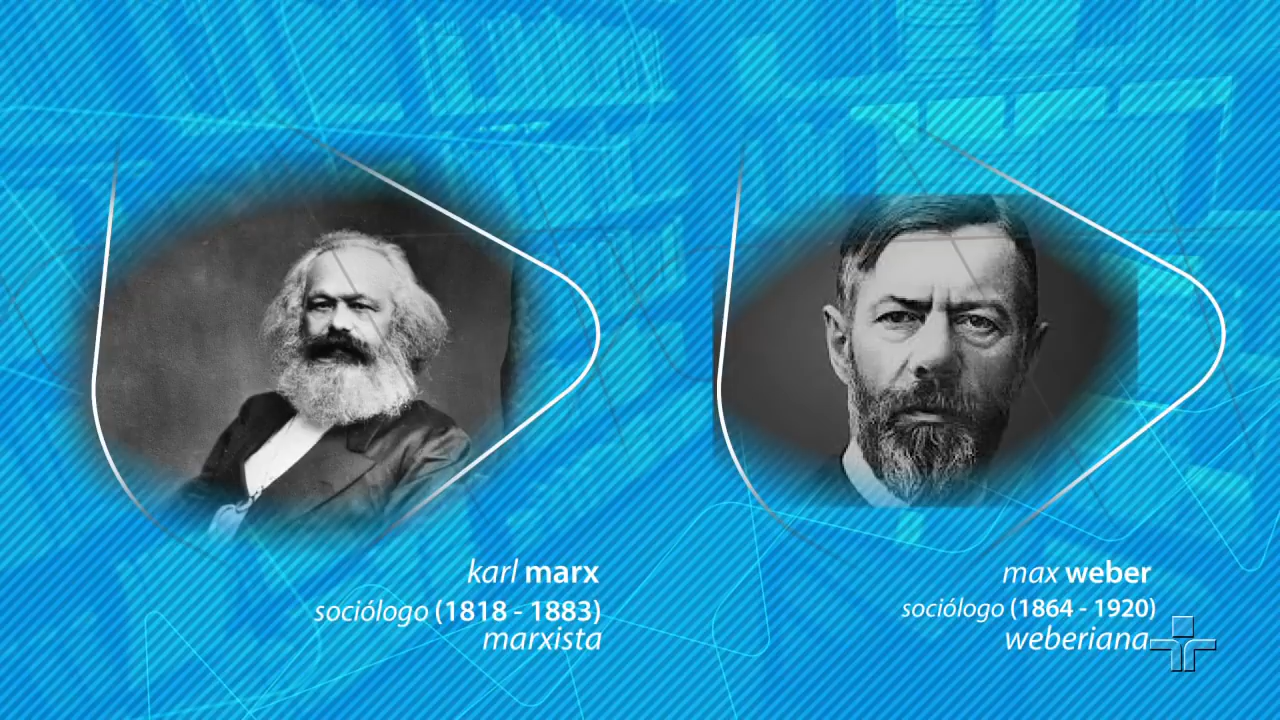 karl marx
sociólogo (1818 - 1883)
marxista
max weber
sociólogo (1864 - 1920)
weberiana